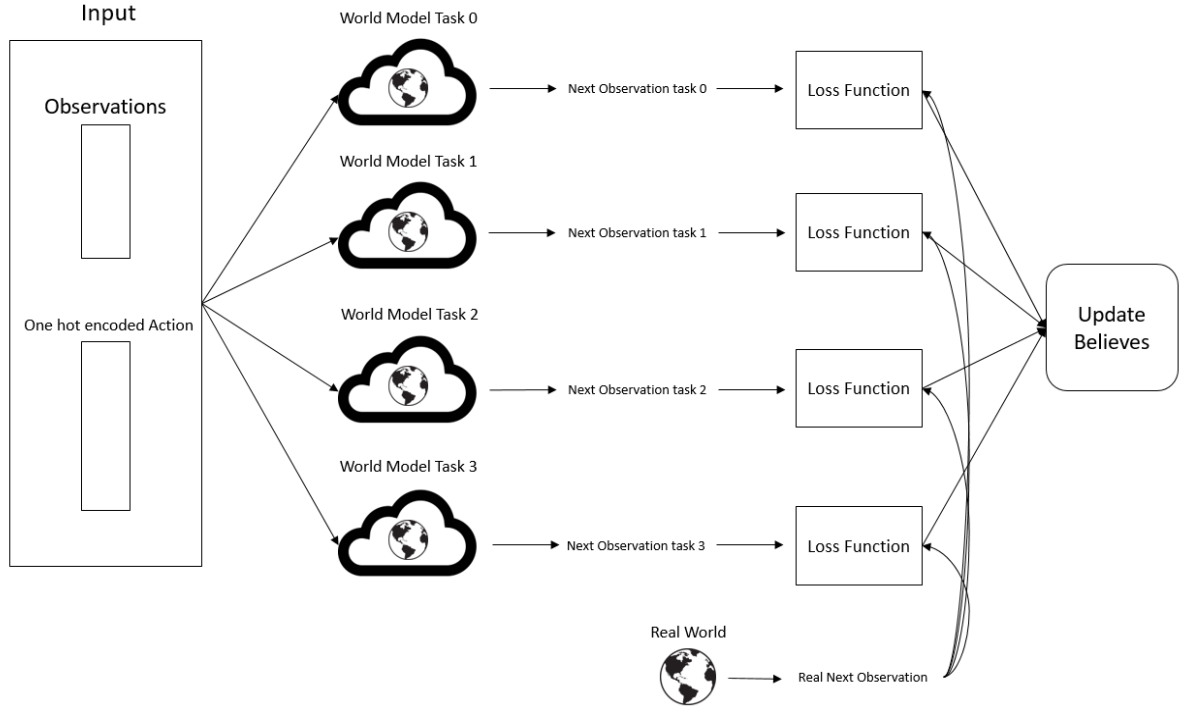 Input
Observations
One hot encoded Action
World Model Task 0
Next Observation task 0
Loss Function
World Model Task 1
Next Observation task 1
Loss Function
World Model Task 2
Next Observation task 2
Loss Function
World Model Task 3
Next Observation task 3
Loss Function
Real World
Real Next Observation
Update
Believes